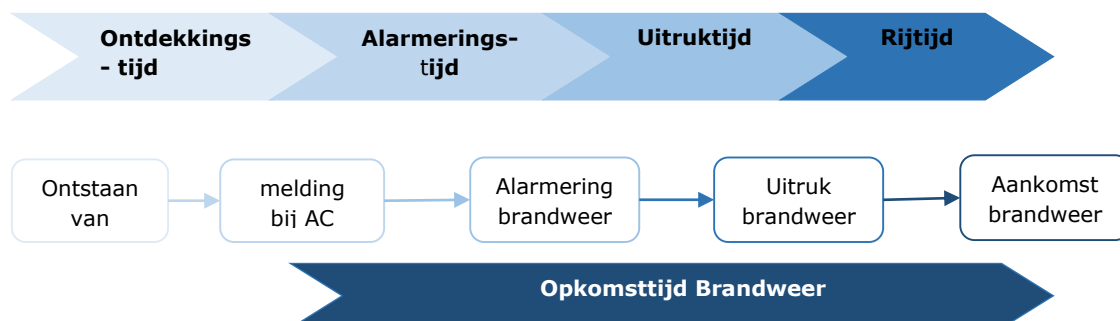 Ontdekkings
- tijd
Alarmerings-
tijd
Uitruktijd
Rijtijd
Ontstaan
van
melding
bij AC
Alarmering
brandweer
Uitruk
brandweer
Aankomst
brandweer
Opkomsttijd Brandweer